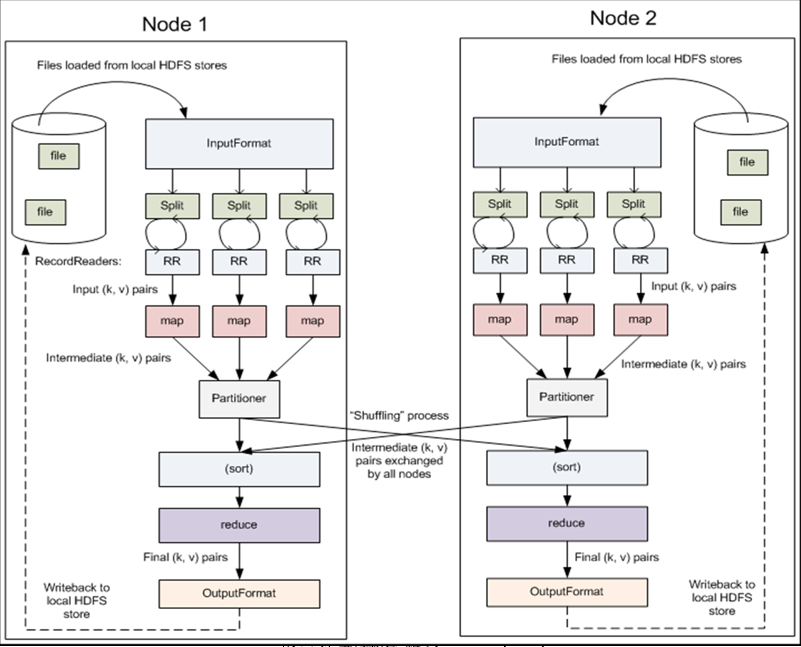 Node 1
Files loaded from local HDFS stores
file
file
InputFormat
Split
Split
Split
RecordReaders:
RR
RR
RR
Input (k, v) pairs
map
map
map
Intermediate (k, v) pairs
Partitioner
(sort)
reduce
Final (k, v) pairs
OutputFormat
Writeback to
local HDFS
store
"Shuffling" process
Intermediate (k, v)
pairs exchanged
by all nodes
Node 2
Files loaded from local HDFS stores
InputFormat
file
file
Split
Split
Split
RR
RR
RR
Input (k, v) pairs
map
map
map
Intermediate (k, v) pairs
Partitioner
(sort)
reduce
Final (k, v) pairs
OutputFormat
Writeback to
local HDFS
store